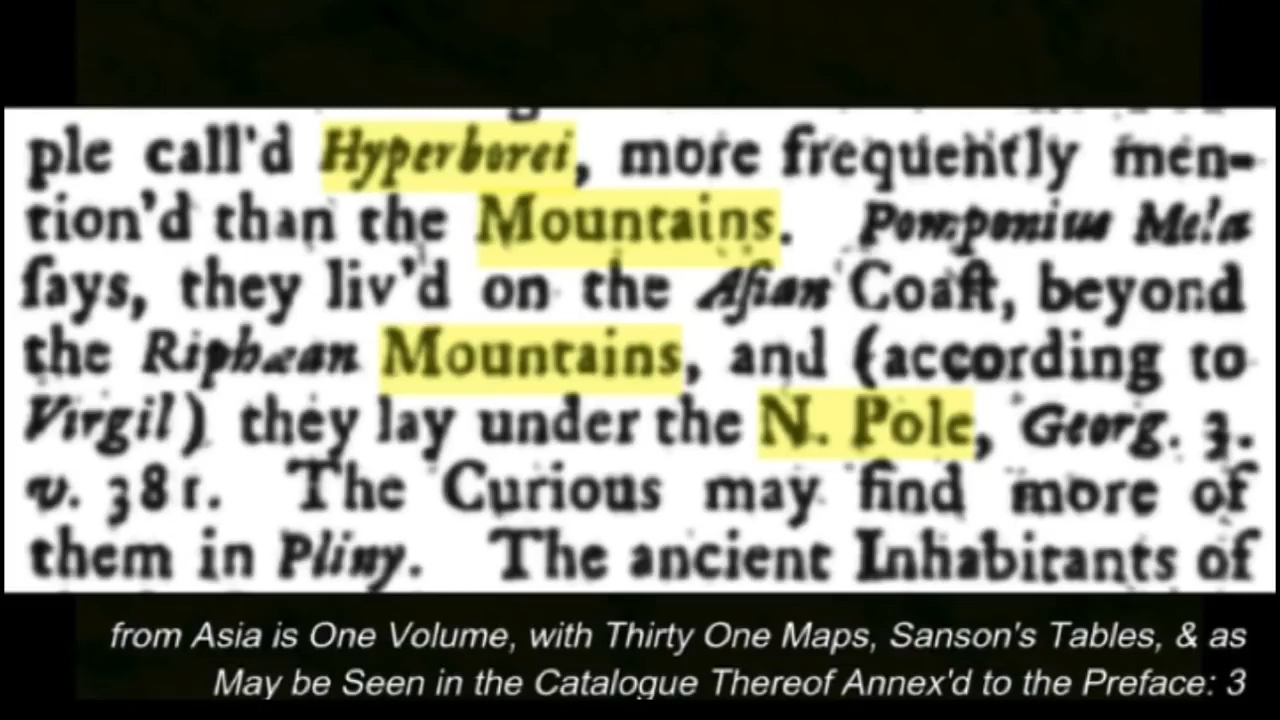 ple call'd Hyperborei, more frequently men-
tion'd than the Mountains. Pomponius Mela
ſays, they liv'd on the Aſian Coaſt, beyond
the Riphæan Mountains, and (according to
Virgil) they lay under the N. Pole, Georg. 3.
v. 381. The Curious may find more of
them in Pliny. The ancient Inhabitants of
from Asia is One Volume, with Thirty One Maps, Sanson's Tables, & as
May be Seen in the Catalogue Thereof Annex'd to the Preface: 3